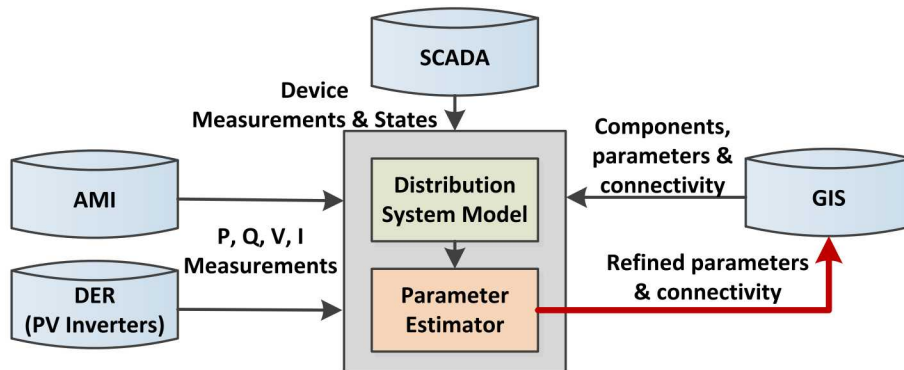 SCADA
Device
Measurements & States
Components,
parameters &
connectivity
AMI
Distribution
System Model
GIS
P, Q, V, I
Measurements
DER
(PV Inverters)
Parameter
Estimator
Refined parameters
& connectivity